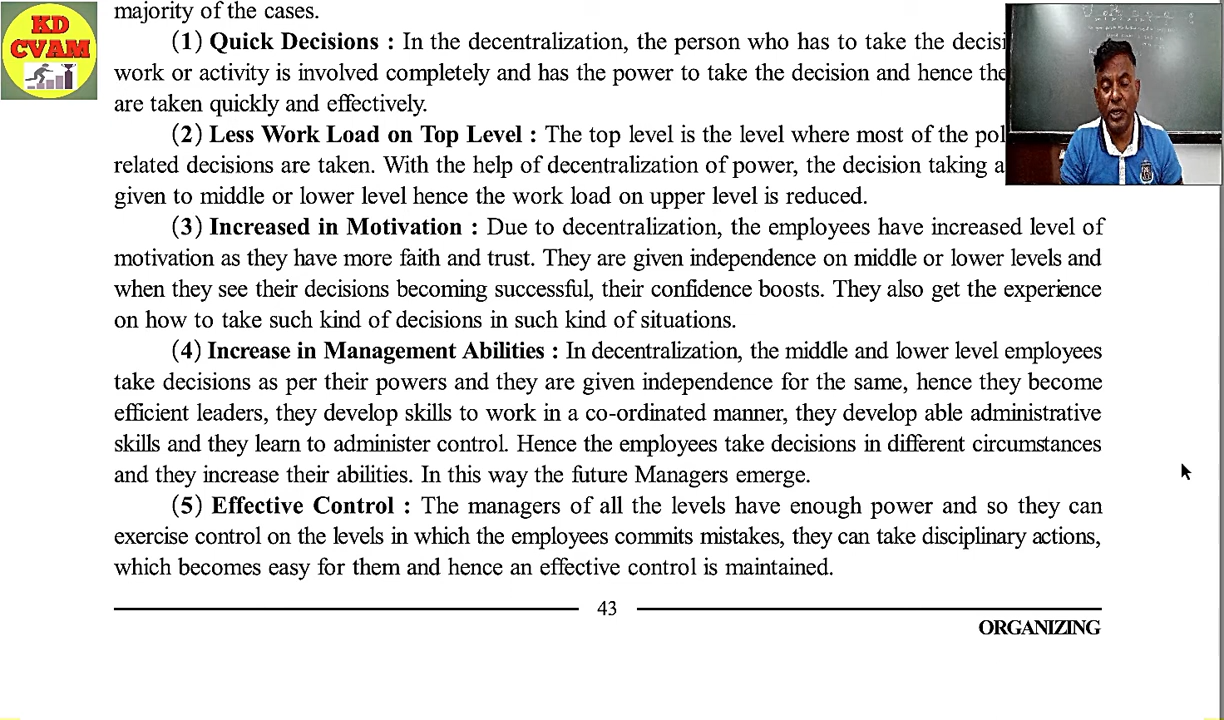 majority of the cases.
KD
CVAM
(1) Quick Decisions : In the decentralization, the person who has to take the decisi
work or activity is involved completely and has the power to take the decision and hence the
are taken quickly and effectively.
(2) Less Work Load on Top Level : The top level is the level where most of the pol
related decisions are taken. With the help of decentralization of power, the decision taking a
given to middle or lower level hence the work load on upper level is reduced.
(3) Increased in Motivation : Due to decentralization, the employees have increased level of
motivation as they have more faith and trust. They are given independence on middle or lower levels and
when they see their decisions becoming successful, their confidence boosts. They also get the experience
on how to take such kind of decisions in such kind of situations.
(4) Increase in Management Abilities : In decentralization, the middle and lower level employees
take decisions as per their powers and they are given independence for the same, hence they become
efficient leaders, they develop skills to work in a co-ordinated manner, they develop able administrative
skills and they learn to administer control. Hence the employees take decisions in different circumstances
and they increase their abilities. In this way the future Managers emerge.
(5) Effective Control : The managers of all the levels have enough power and so they can
exercise control on the levels in which the employees commits mistakes, they can take disciplinary actions,
which becomes easy for them and hence an effective control is maintained.
43
ORGANIZING